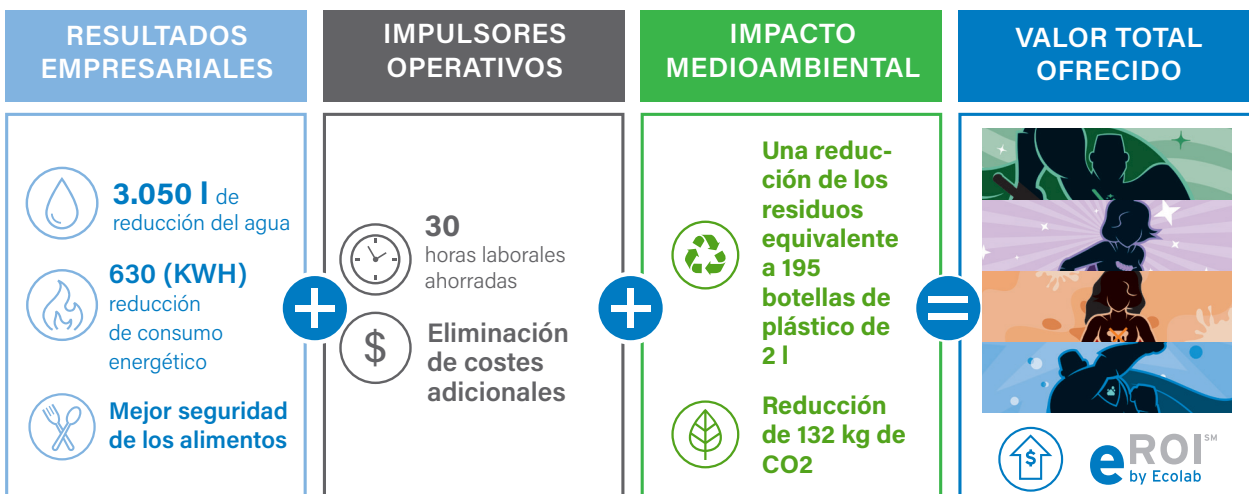 RESULTADOS
EMPRESARIALES
3.050 l de
reducción del agua
630 (KWH)
reducción
de consumo
energético
Mejor seguridad
de los alimentos
+
IMPULSORES
OPERATIVOS
30
horas laborales
ahorradas
$
Eliminación
de costes
adicionales
+
IMPACTO
MEDIOAMBIENTAL
Una reduc-
ción de los
residuos
equivalente
a 195
botellas de
plástico de
2 l
Reducción
de 132 kg de
CO2
=
VALOR TOTAL
OFRECIDO
$
eROI SM
by Ecolab